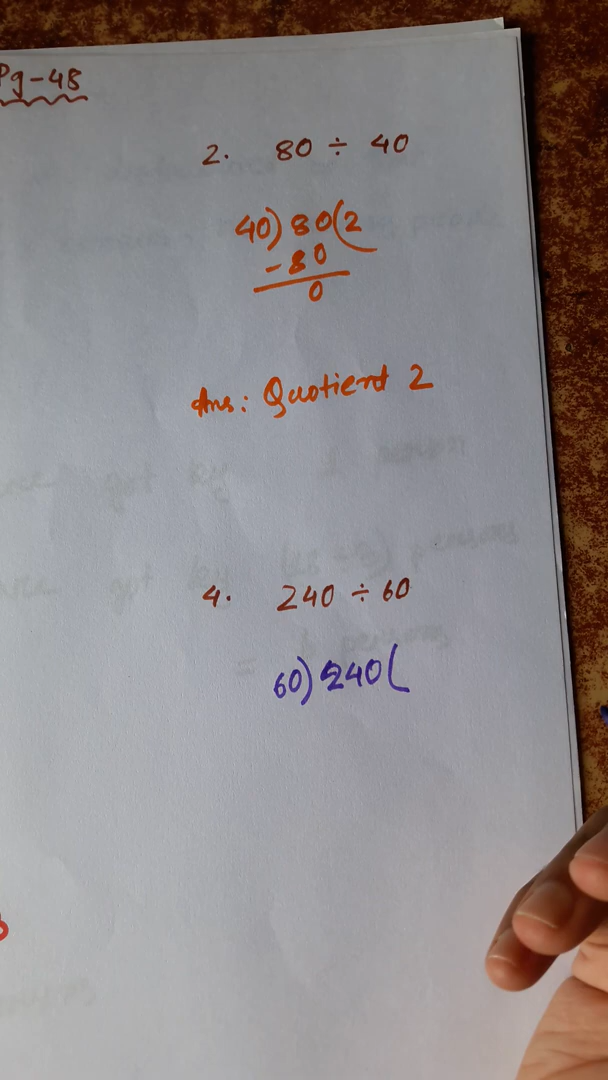 Pg-48
2. 80 ÷ 40
40)80(2
-80
0
Ans: Quotient 2
4. 240 ÷ 60
60)240(